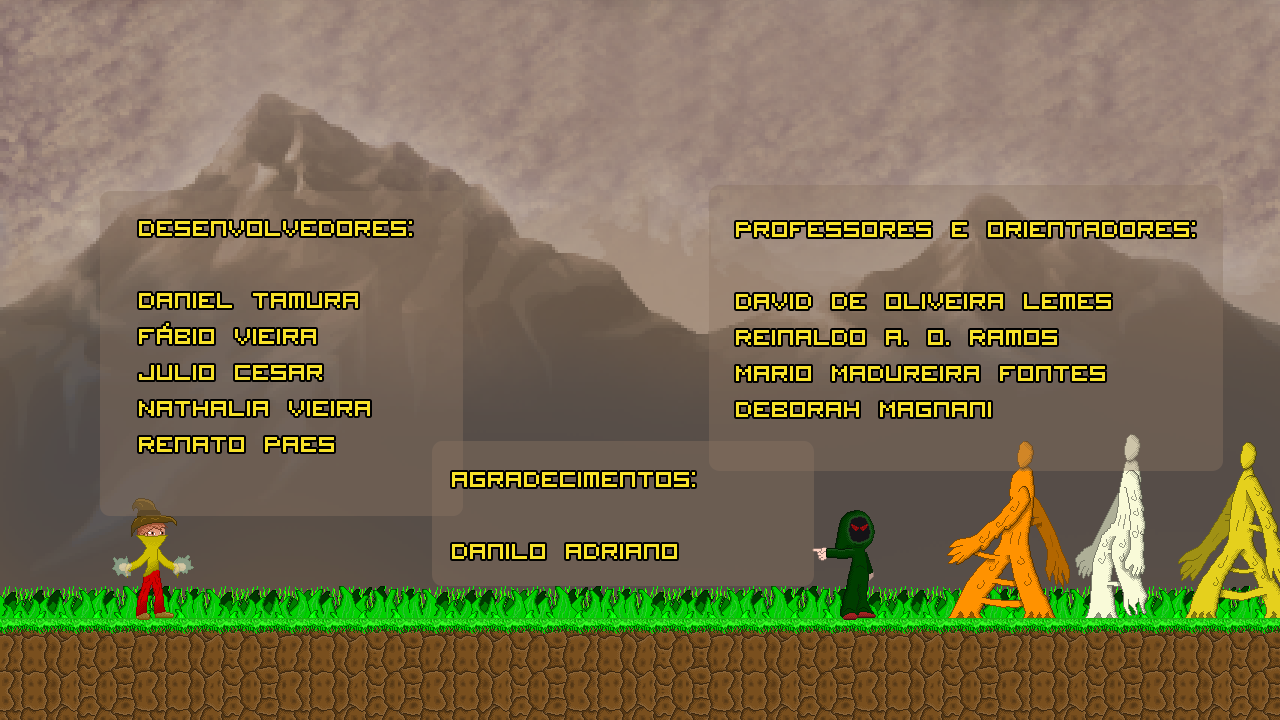 DESENVOLVEDORES:
DANIEL TAMURA
FÁBIO VIEIRA
JULIO CESAR
NATHALIA VIEIRA
RENATO PAES
PROFESSORES E ORIENTADORES:
DAVID DE OLIVEIRA LEMES
REINALDO A. O. RAMOS
MARIO MADUREIRA FONTES
DEBORAH MAGNANI
AGRADECIMENTOS:
DANILO ADRIANO